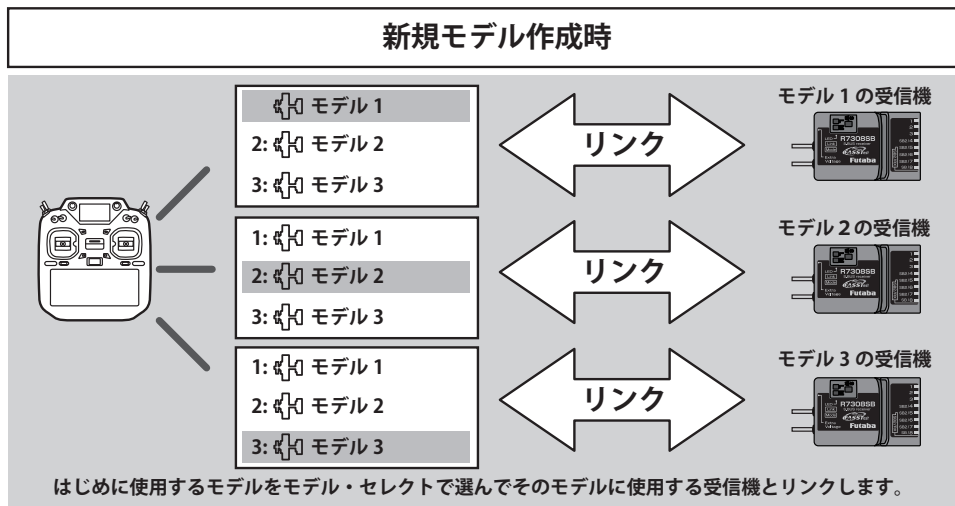 新規モデル作成時
モデル 1
2: モデル 2
3: モデル 3
リンク
モデル 1 の受信機
R7308SB
Futaba
1: モデル 1
2: モデル 2
3: モデル 3
リンク
モデル 2 の受信機
R7308SB
Futaba
1: モデル 1
2: モデル 2
3: モデル 3
リンク
モデル 3 の受信機
R7308SB
Futaba
はじめに使用するモデルをモデル・セレクトで選んでそのモデルに使用する受信機とリンクします。